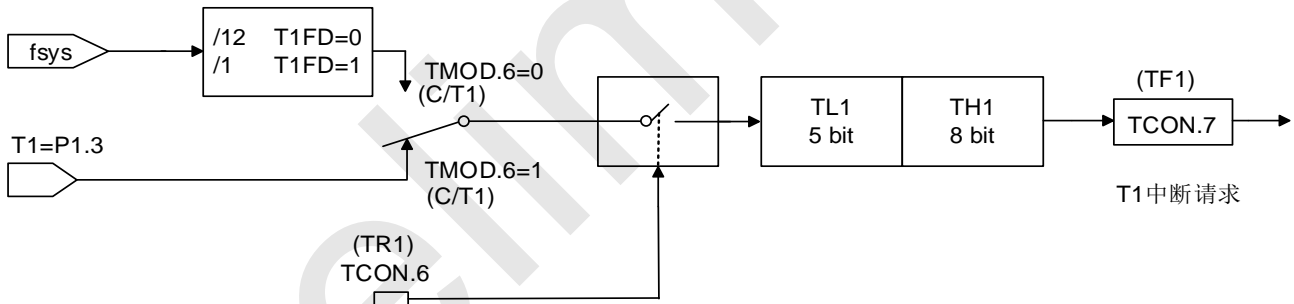 fsys
/12 T1FD=0
/1 T1FD=1
TMOD.6=0
(C/T1)
T1=P1.3
TMOD.6=1
(C/T1)
(TR1)
TCON.6
TL1
5 bit
TH1
8 bit
(TF1)
TCON.7
T1中断请求